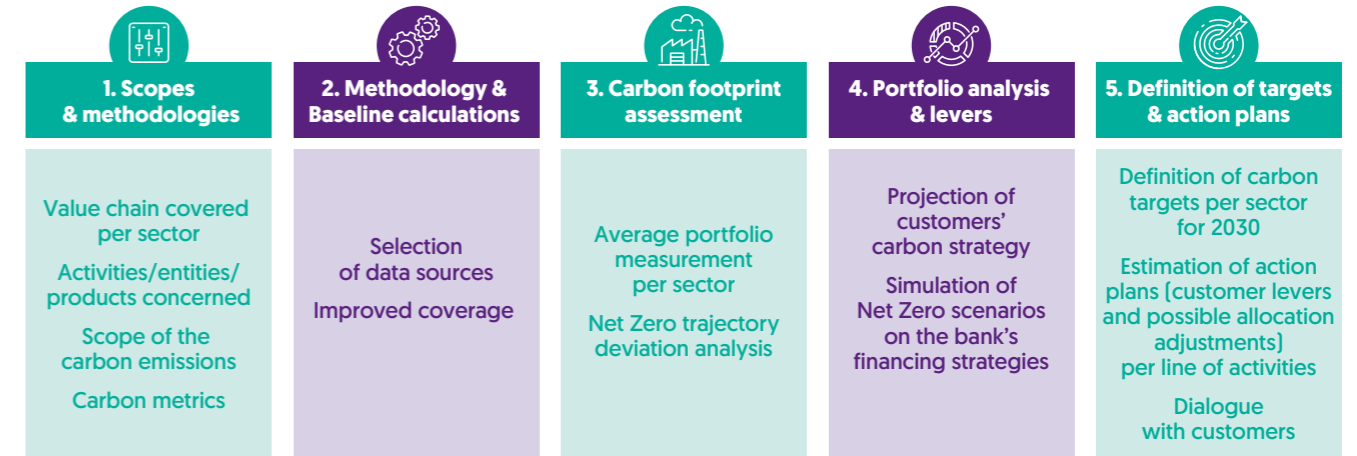 1. Scopes
& methodologies
Value chain covered
per sector
Activities/entities/
products concerned
Scope of the
carbon emissions
Carbon metrics
2. Methodology &
Baseline calculations
Selection
of data sources
Improved coverage
3. Carbon footprint
assessment
Average portfolio
measurement
per sector
Net Zero trajectory
deviation analysis
4. Portfolio analysis
& levers
Projection of
customers’
carbon strategy
Simulation of
Net Zero scenarios
on the bank’s
financing strategies
5. Definition of targets
& action plans
Definition of carbon
targets per sector
for 2030
Estimation of action
plans (customer levers
and possible allocation
adjustments)
per line of activities
Dialogue
with customers